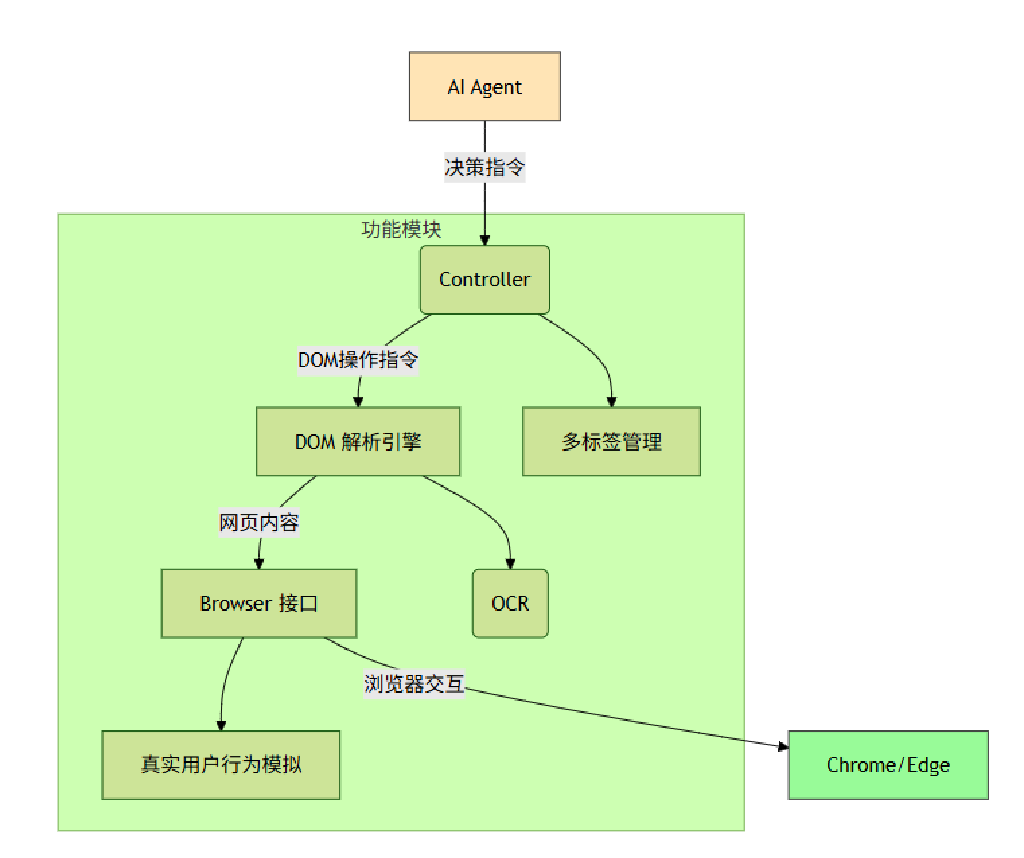 AI Agent
决策指令
功能模块
Controller
DOM操作指令
DOM 解析引擎
多标签管理
网页内容
Browser 接口
OCR
浏览器交互
真实用户行为模拟
Chrome/Edge